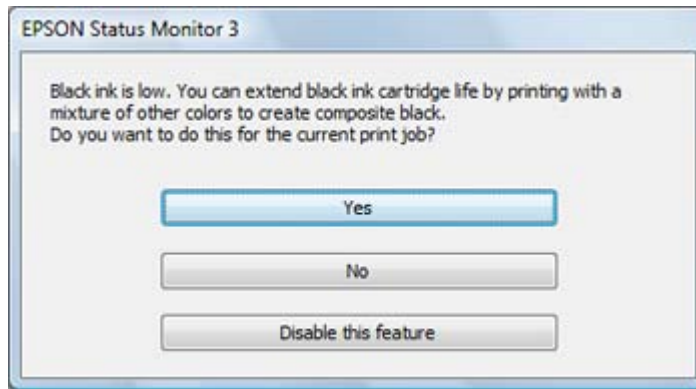 EPSON Status Monitor 3
Black ink is low. You can extend black ink cartridge life by printing with a
mixture of other colors to create composite black.
Do you want to do this for the current print job?
Yes
No
Disable this feature